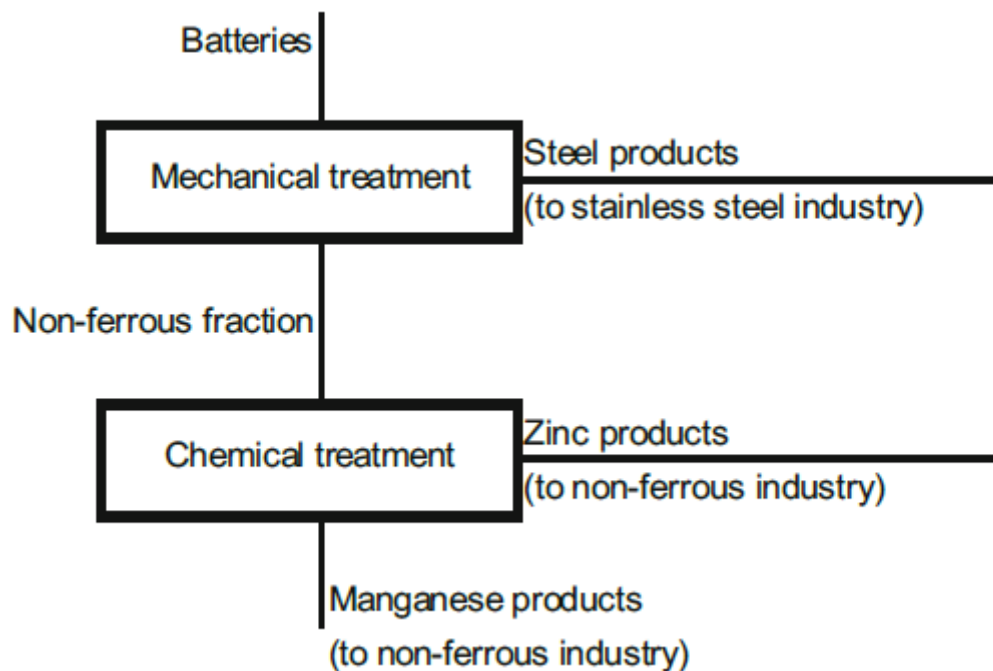 Batteries
Mechanical treatment
Steel products
(to stainless steel industry)
Non-ferrous fraction
Chemical treatment
Zinc products
(to non-ferrous industry)
Manganese products
(to non-ferrous industry)